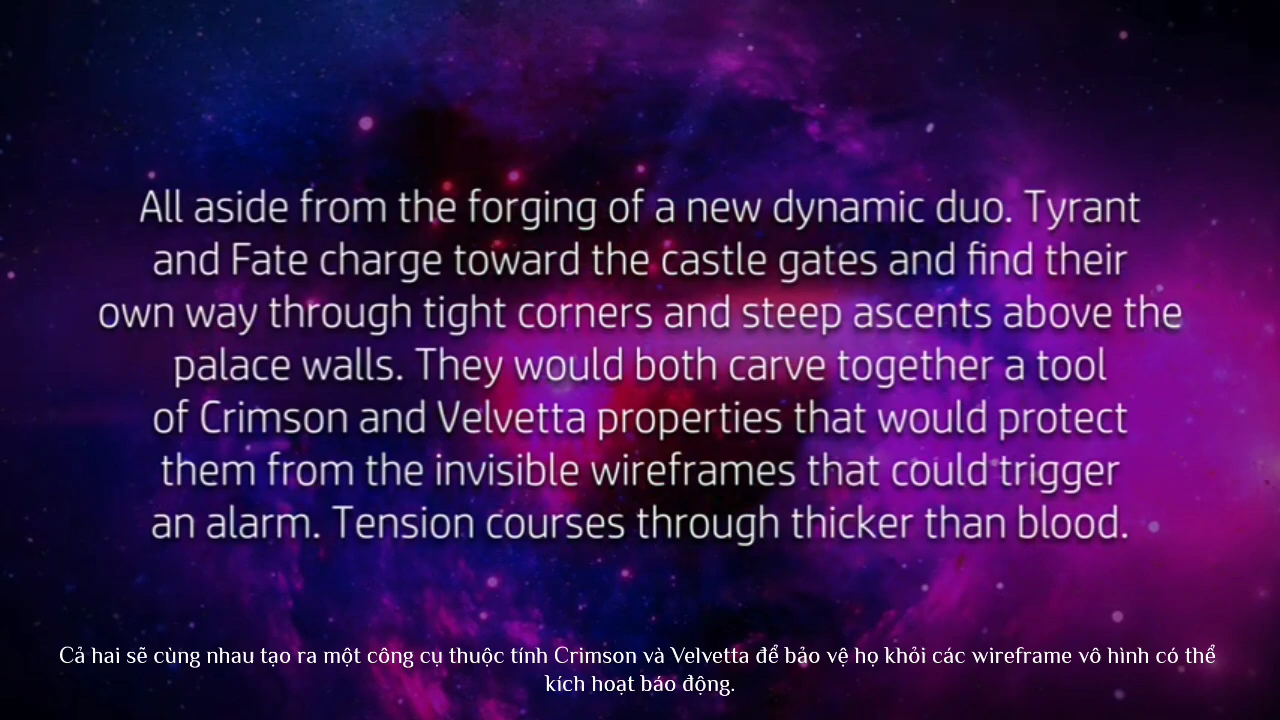 All aside from the forging of a new dynamic duo. Tyrant
and Fate charge toward the castle gates and find their
own way through tight corners and steep ascents above the
palace walls. They would both carve together a tool
of Crimson and Velvetta properties that would protect
them from the invisible wireframes that could trigger
an alarm. Tension courses through thicker than blood.
Cả hai sẽ cùng nhau tạo ra một công cụ thuộc tính Crimson và Velvetta để bảo vệ họ khỏi các wireframe vô hình có thể
kích hoạt báo động.